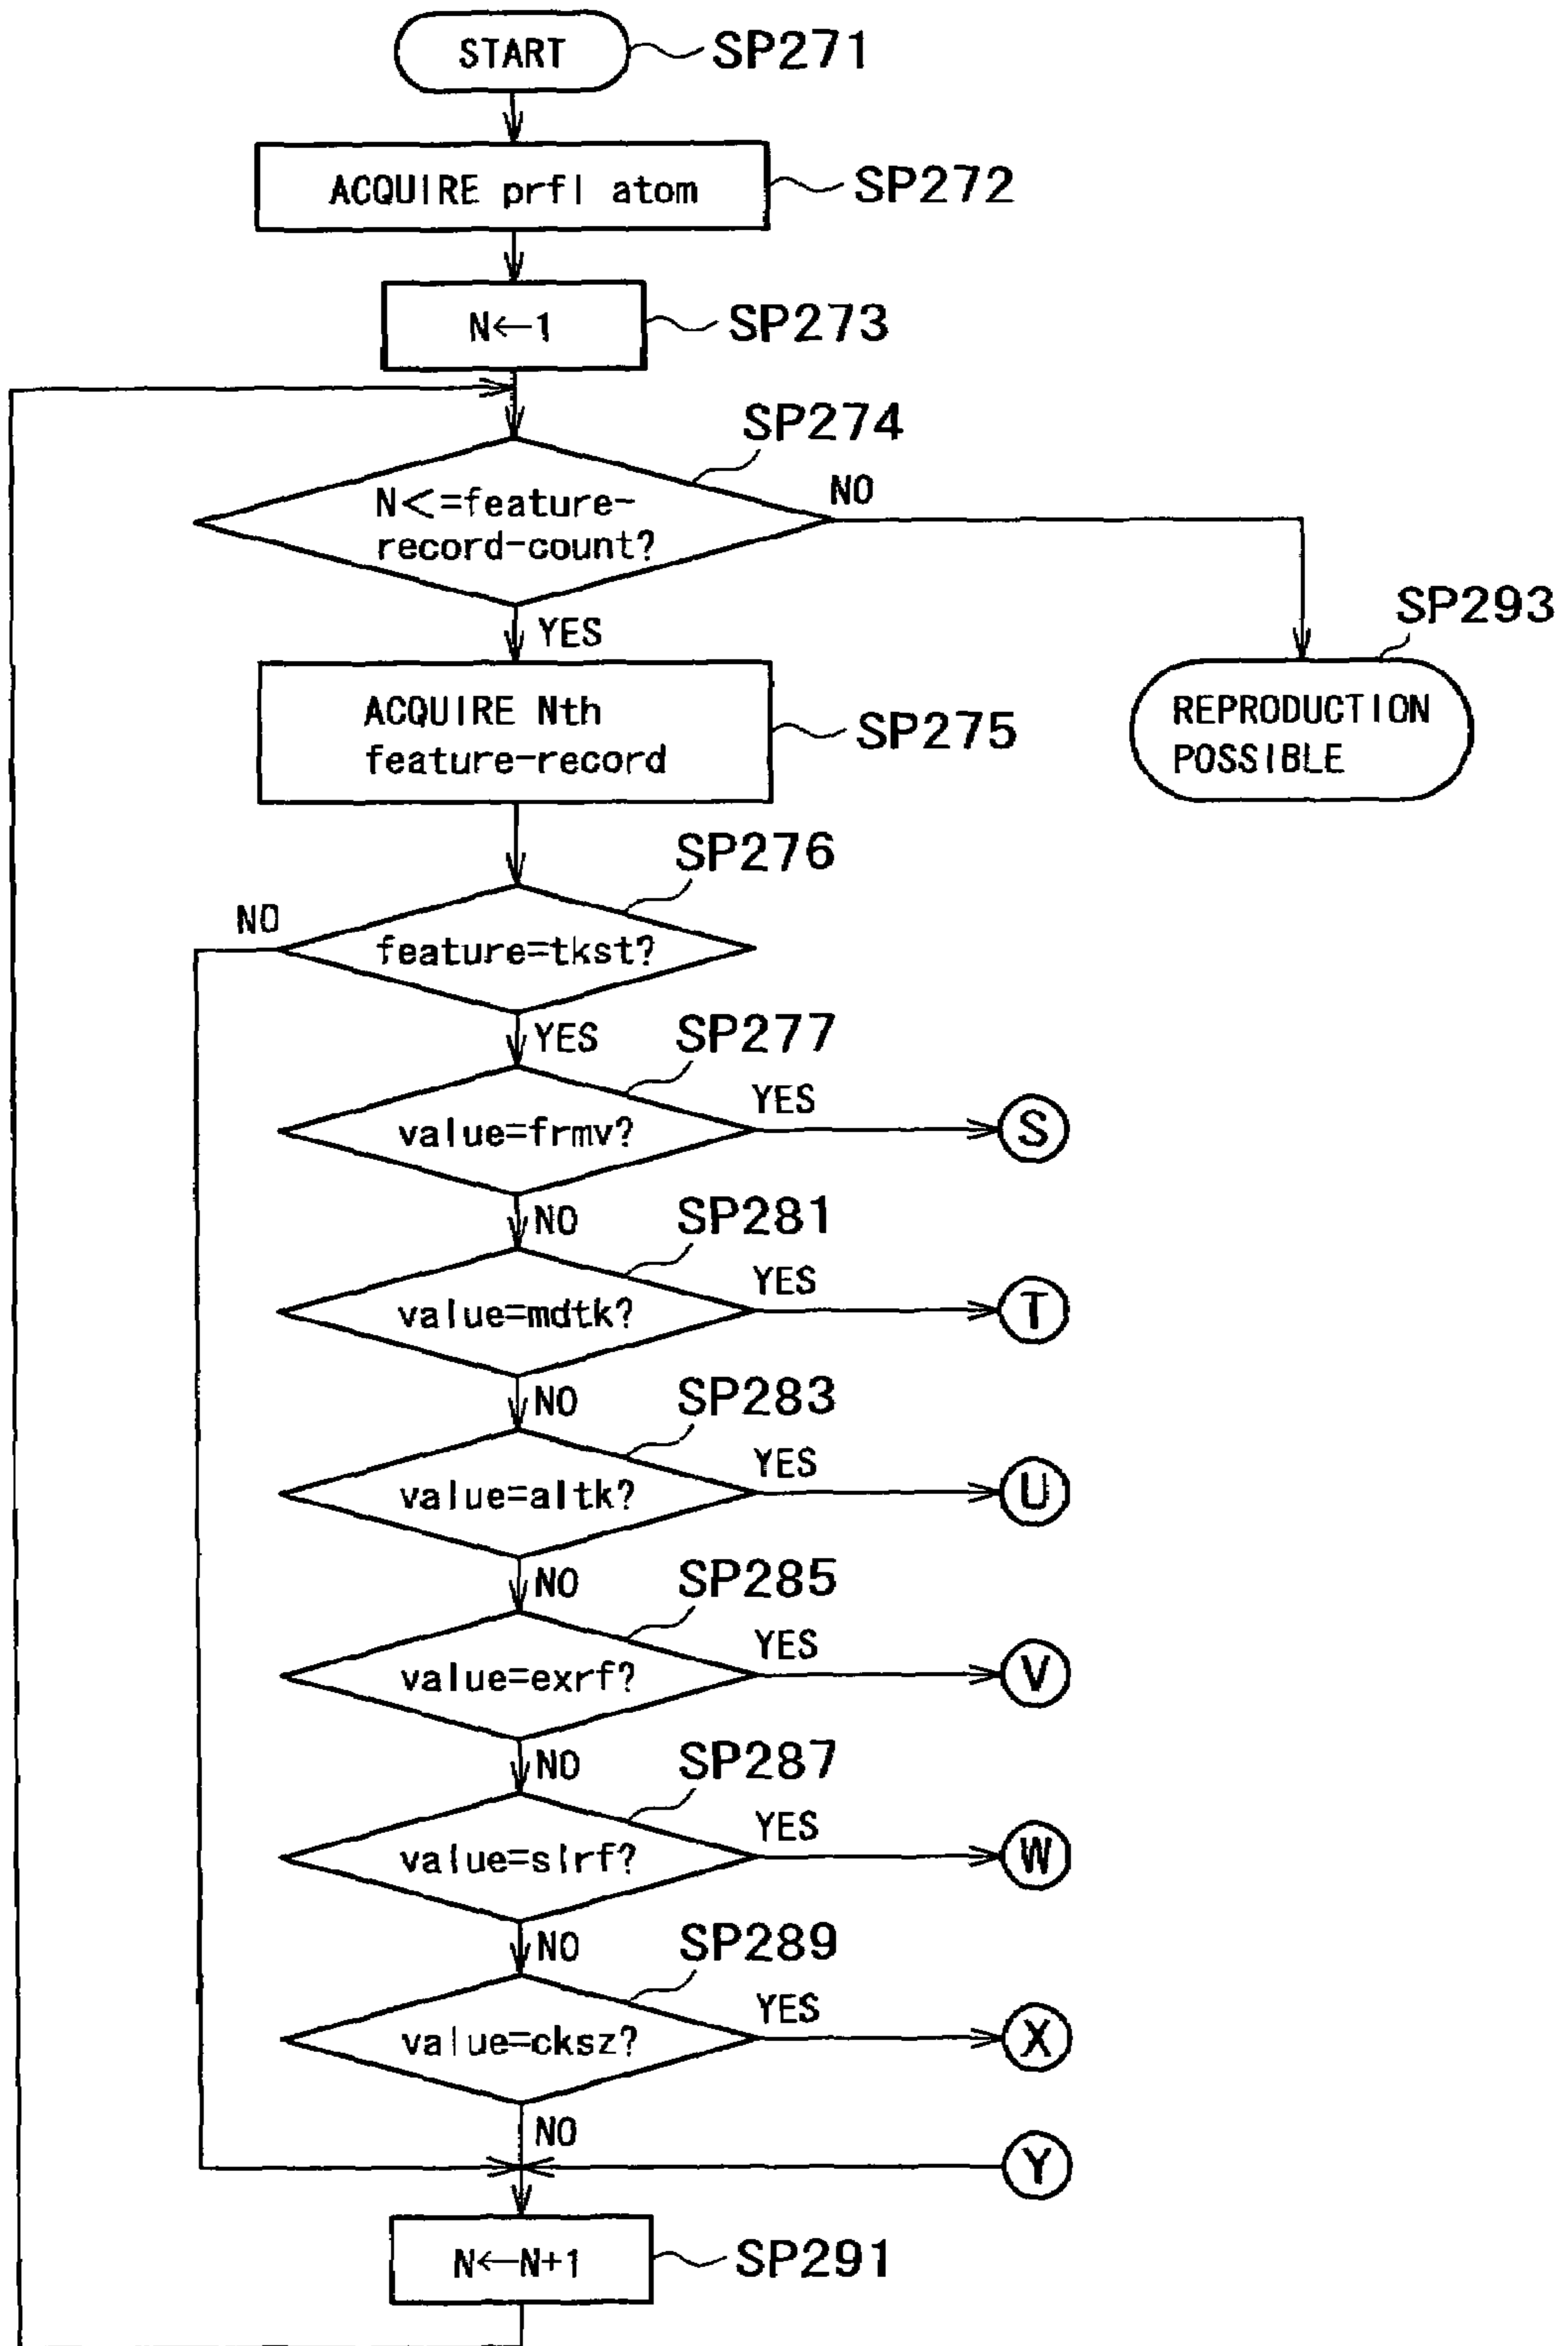 START
SP271
ACQUIRE prfl atom
SP272
N←1
SP273
SP274
N<=feature-
record-count?
NO
YES
SP293
REPRODUCTION
POSSIBLE
ACQUIRE Nth
feature-record
SP275
SP276
NO
feature=tkst?
YES
SP277
value=frmv?
YES
S
NO
SP281
value=mdtk?
YES
T
NO
SP283
value=altk?
YES
U
NO
SP285
value=exrf?
YES
V
NO
SP287
value=slrf?
YES
W
NO
SP289
value=cksz?
YES
X
NO
Y
N←N+1
SP291